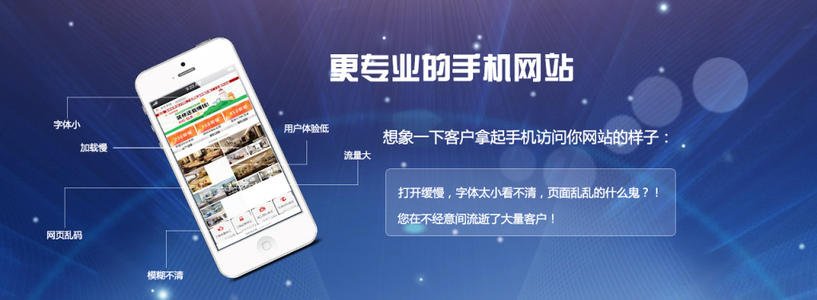 更专业的手机网站
想象一下客户拿起手机访问你网站的样子：
打开缓慢，字体太小看不清，页面乱乱的什么鬼？！
您在不经意间流逝了大量客户！
字体小
加载慢
用户体验低
流量大
网页乱码
模糊不清